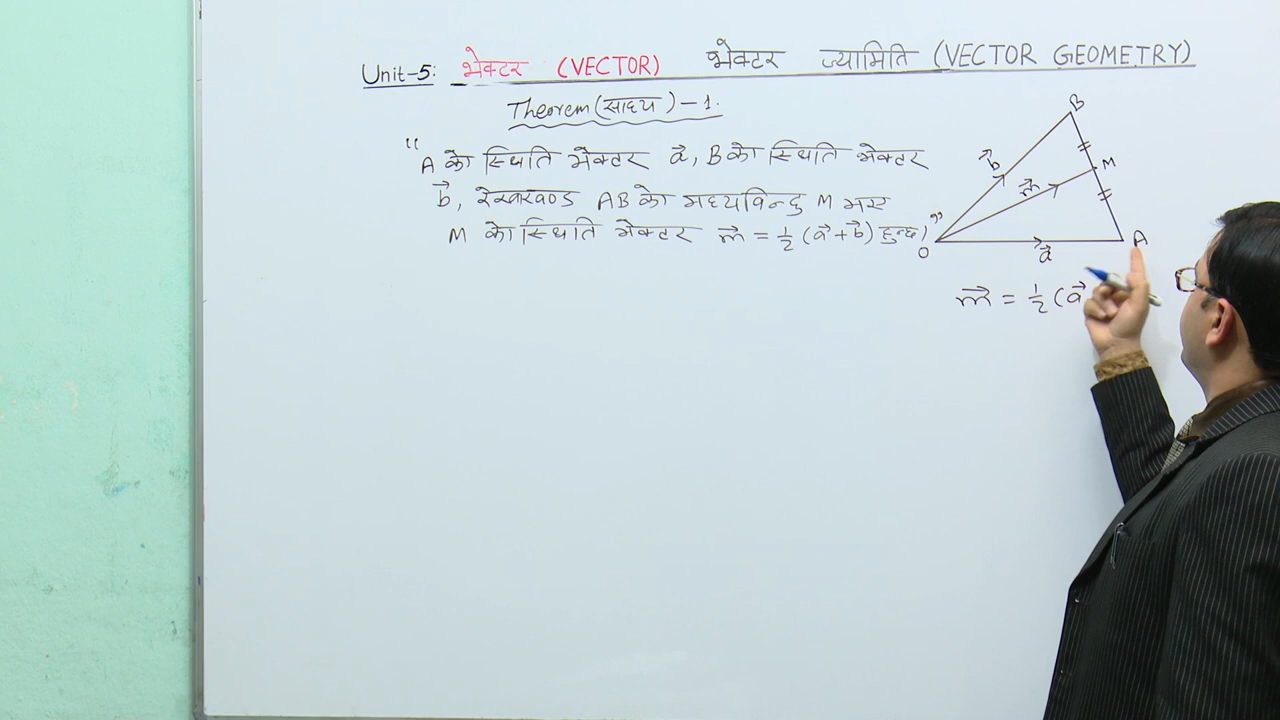 Unit-5: भेक्टर (VECTOR) भेक्टर ज्यामिति (VECTOR GEOMETRY)
Theorem (साध्य) - 1.
"A को स्थिति भेक्टर a⃗, B को स्थिति भेक्टर
b⃗, रेखाखण्ड AB को मध्यविन्दु M भए
M को स्थिति भेक्टर m⃗ = 1/2 (a⃗ + b⃗) हुन्छ।"
B
b⃗
M
m⃗
O
a⃗
A
m⃗ = 1/2 (a⃗